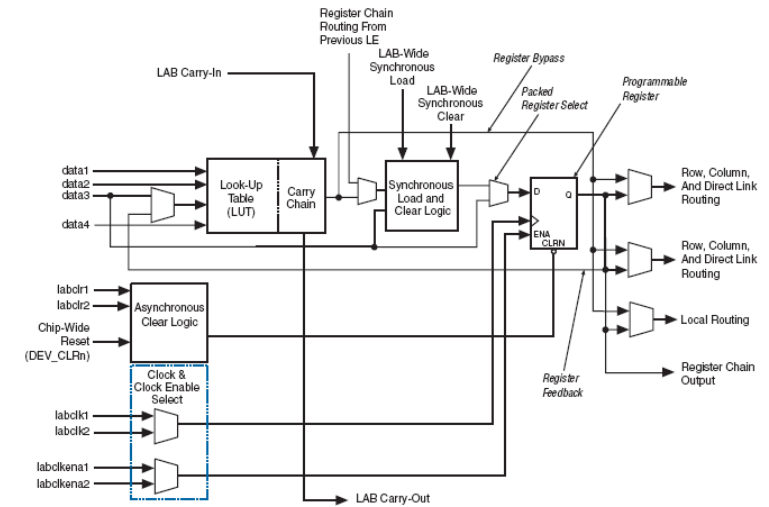 Register Chain
Routing From
Previous LE
LAB-Wide
Synchronous
Load
LAB-Wide
Synchronous
Clear
Register Bypass
Packed
Register Select
Programmable
Register
LAB Carry-In
data1
data2
data3
data4
Look-Up
Table
(LUT)
Carry
Chain
Synchronous
Load and
Clear Logic
D
Q
ENA
CLRN
Row, Column,
And Direct Link
Routing
Row, Column,
And Direct Link
Routing
Local Routing
Register Chain
Output
Register
Feedback
labclr1
labclr2
Chip-Wide
Reset
(DEV_CLRn)
Asynchronous
Clear Logic
Clock &
Clock Enable
Select
labclk1
labclk2
labclkena1
labclkena2
LAB Carry-Out